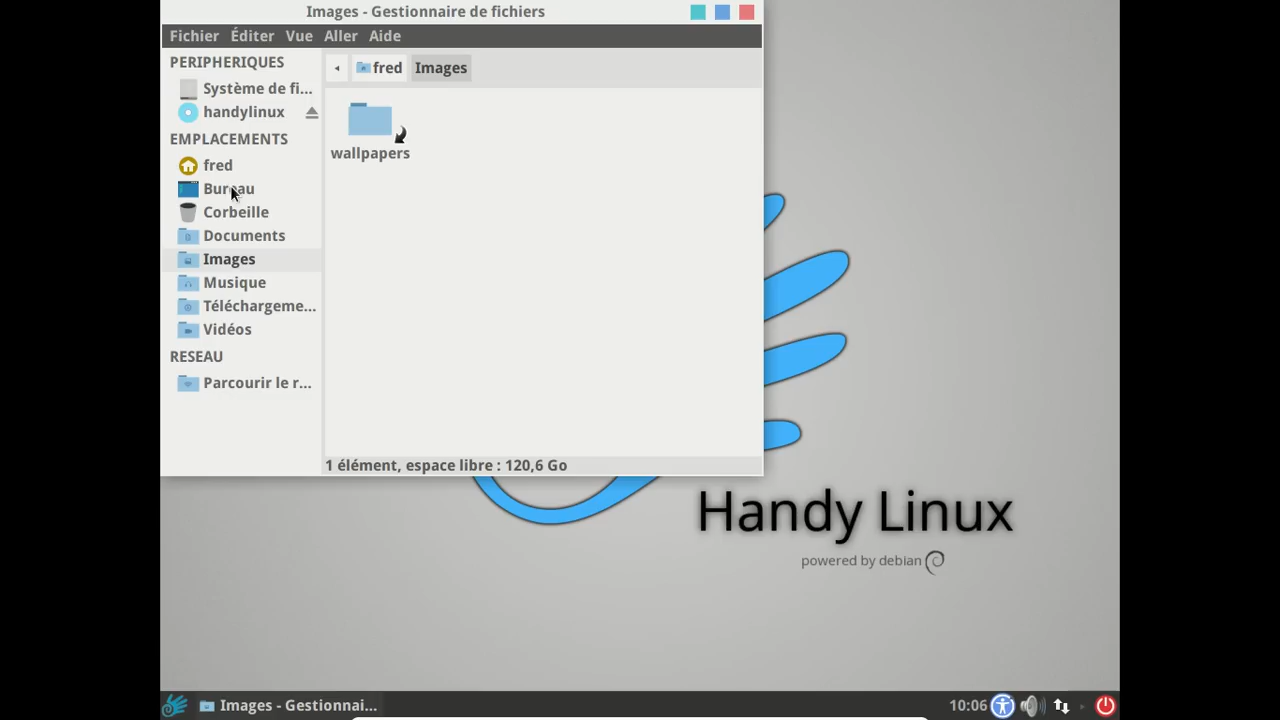 Images - Gestionnaire de fichiers
Fichier Éditer Vue Aller Aide
PERIPHERIQUES
Système de fi...
handylinux
EMPLACEMENTS
fred
Bureau
Corbeille
Documents
Images
Musique
Téléchargeme...
Vidéos
RESEAU
Parcourir le r...
fred Images
wallpapers
1 élément, espace libre : 120,6 Go
Handy Linux
powered by debian
Images - Gestionnai...
10:06